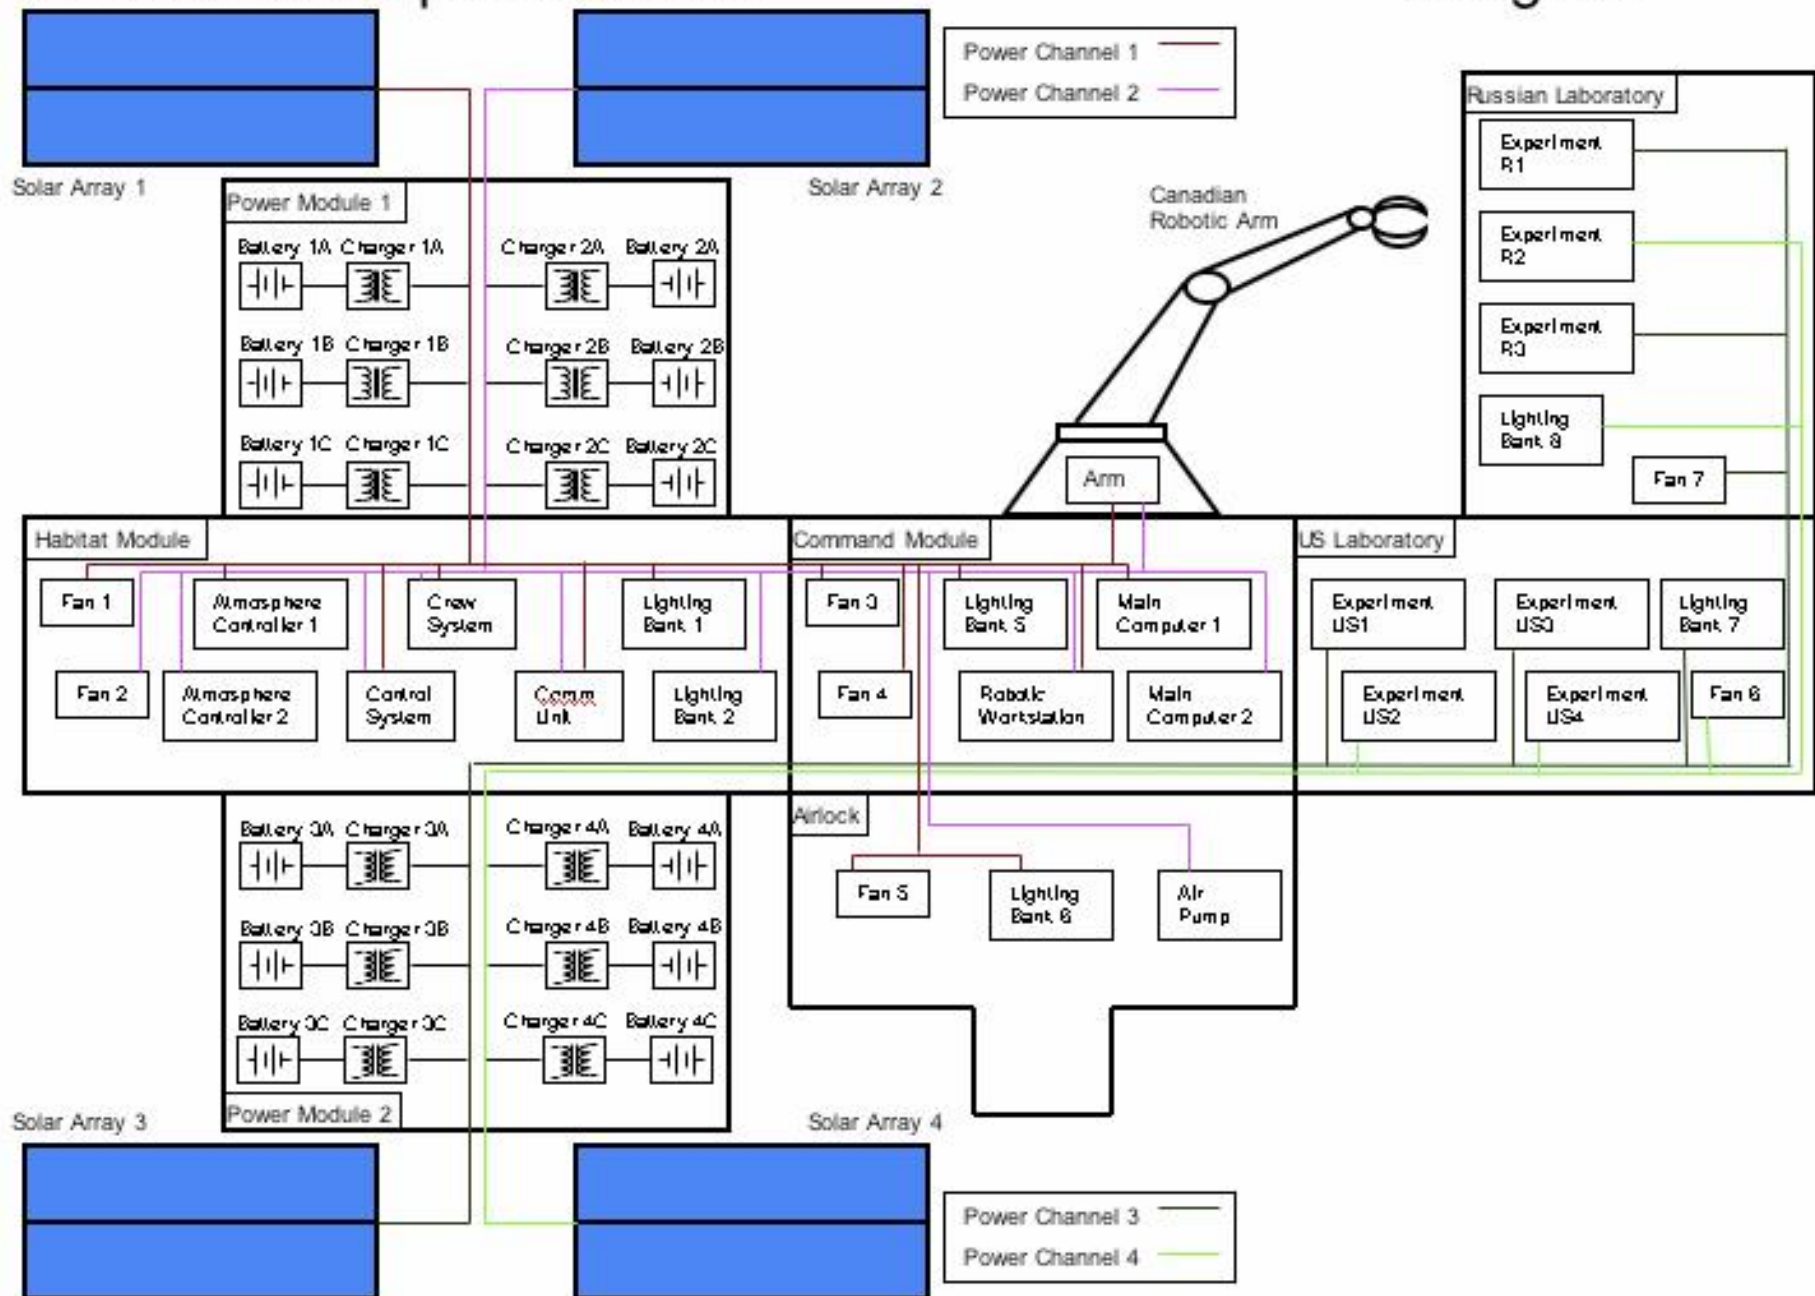 Power Channel 1
Power Channel 2
Russian Laboratory
Experiment
R1
Solar Array 1
Solar Array 2
Canadian
Robotic Arm
Power Module 1
Experiment
R2
Battery 1A Charger 1A
Charger 2A Battery 2A
Experiment
R3
Battery 1B Charger 1B
Charger 2B Battery 2B
Lighting
Bank 8
Battery 1C Charger 1C
Charger 2C Battery 2C
Arm
Fan 7
Habitat Module
Command Module
US Laboratory
Fan 1
Atmosphere
Controller 1
Crew
System
Lighting
Bank 1
Fan 3
Lighting
Bank 5
Main
Computer 1
Experiment
US1
Experiment
US3
Lighting
Bank 7
Fan 2
Atmosphere
Controller 2
Control
System
Comm
Unit
Lighting
Bank 2
Fan 4
Robotic
Workstation
Main
Computer 2
Experiment
US2
Experiment
US4
Fan 6
Airlock
Battery 3A Charger 3A
Charger 4A Battery 4A
Fan 5
Lighting
Bank 6
Air
Pump
Battery 3B Charger 3B
Charger 4B Battery 4B
Battery 3C Charger 3C
Charger 4C Battery 4C
Power Module 2
Solar Array 3
Solar Array 4
Power Channel 3
Power Channel 4